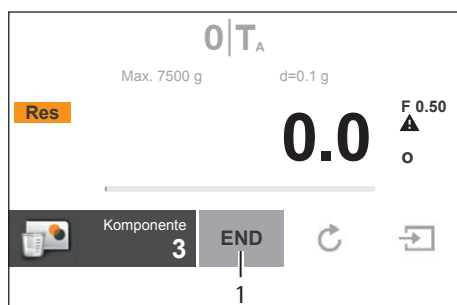 0|TA
Max. 7500 g d=0.1 g
Res
0.0
F 0.50
o
Komponente
3
END
1